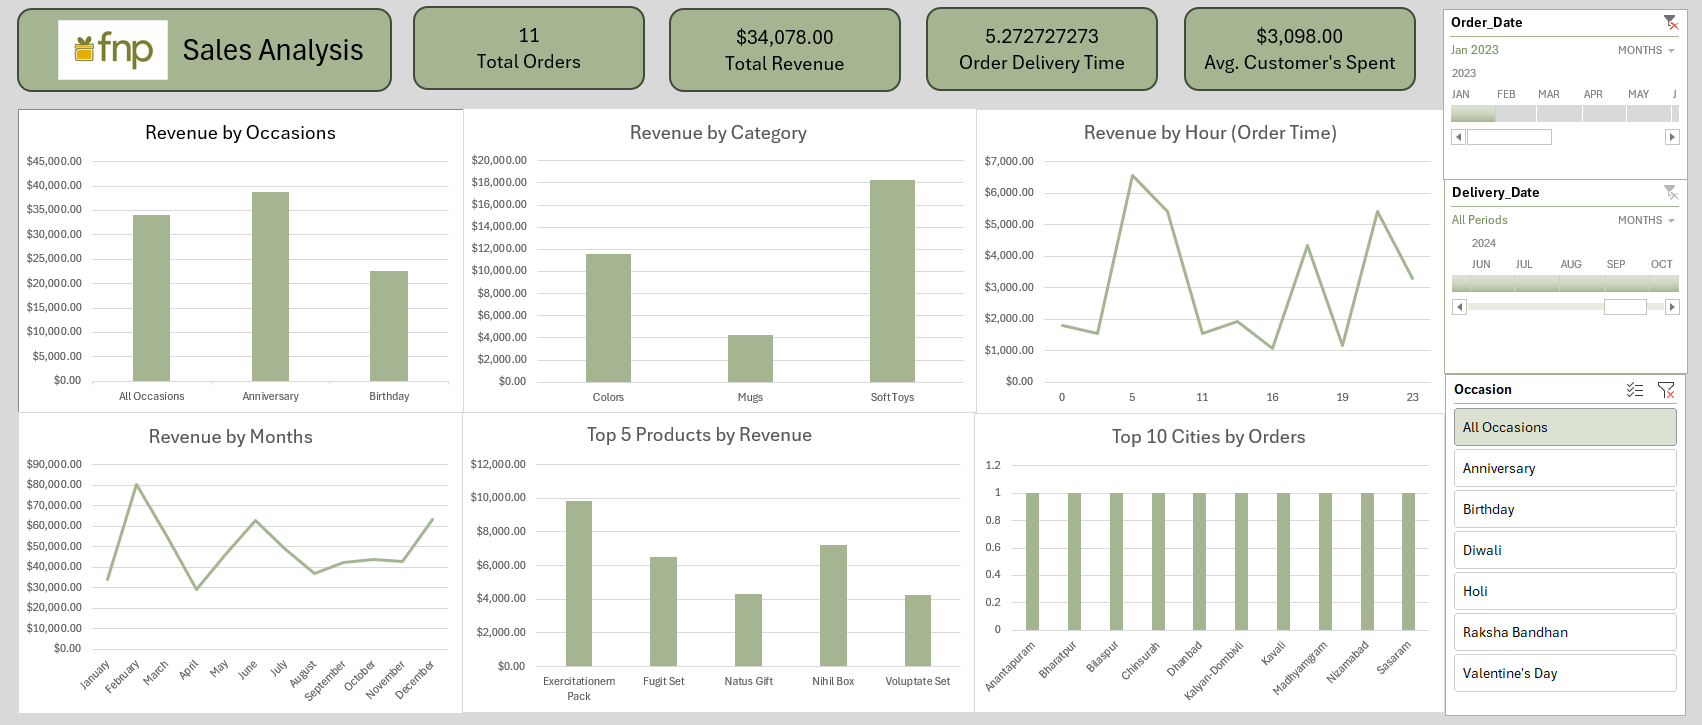 fnp
Sales Analysis
11
Total Orders
$34,078.00
Total Revenue
5.272727273
Order Delivery Time
$3,098.00
Avg. Customer's Spent
Order_Date
Jan 2023
MONTHS
2023
JAN FEB MAR APR MAY J
Delivery_Date
All Periods
MONTHS
2024
JUN JUL AUG SEP OCT
Occasion
All Occasions
Anniversary
Birthday
Diwali
Holi
Raksha Bandhan
Valentine's Day
Revenue by Occasions
$45,000.00
$40,000.00
$35,000.00
$30,000.00
$25,000.00
$20,000.00
$15,000.00
$10,000.00
$5,000.00
$0.00
All Occasions Anniversary Birthday
Revenue by Category
$20,000.00
$18,000.00
$16,000.00
$14,000.00
$12,000.00
$10,000.00
$8,000.00
$6,000.00
$4,000.00
$2,000.00
$0.00
Colors Mugs Soft Toys
Revenue by Hour (Order Time)
$7,000.00
$6,000.00
$5,000.00
$4,000.00
$3,000.00
$2,000.00
$1,000.00
$0.00
0 5 11 16 19 23
Revenue by Months
$90,000.00
$80,000.00
$70,000.00
$60,000.00
$50,000.00
$40,000.00
$30,000.00
$20,000.00
$10,000.00
$0.00
January February March April May June July August September October November December
Top 5 Products by Revenue
$12,000.00
$10,000.00
$8,000.00
$6,000.00
$4,000.00
$2,000.00
$0.00
Exercitationem
Pack
Fugit Set Natus Gift Nihil Box Voluptate Set
Top 10 Cities by Orders
1.2
1
0.8
0.6
0.4
0.2
0
Anantapuram Bharatpur Bilaspur Chinsurah Dhanbad Kalyan-Dombivli Kavali Madhyamgram Nizamabad Sasaram